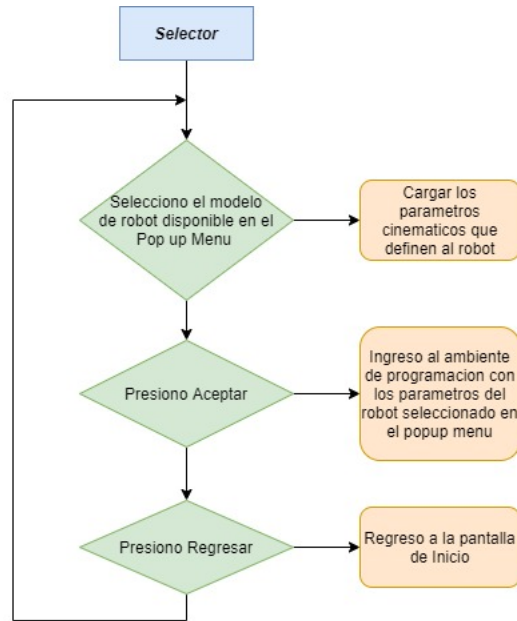 Selector
Selecciono el modelo
de robot disponible en el
Pop up Menu
Cargar los
parametros
cinematicos que
definen al robot
Presiono Aceptar
Ingreso al ambiente
de programacion con
los parametros del
robot seleccionado en
el popup menu
Presiono Regresar
Regreso a la pantalla
de Inicio